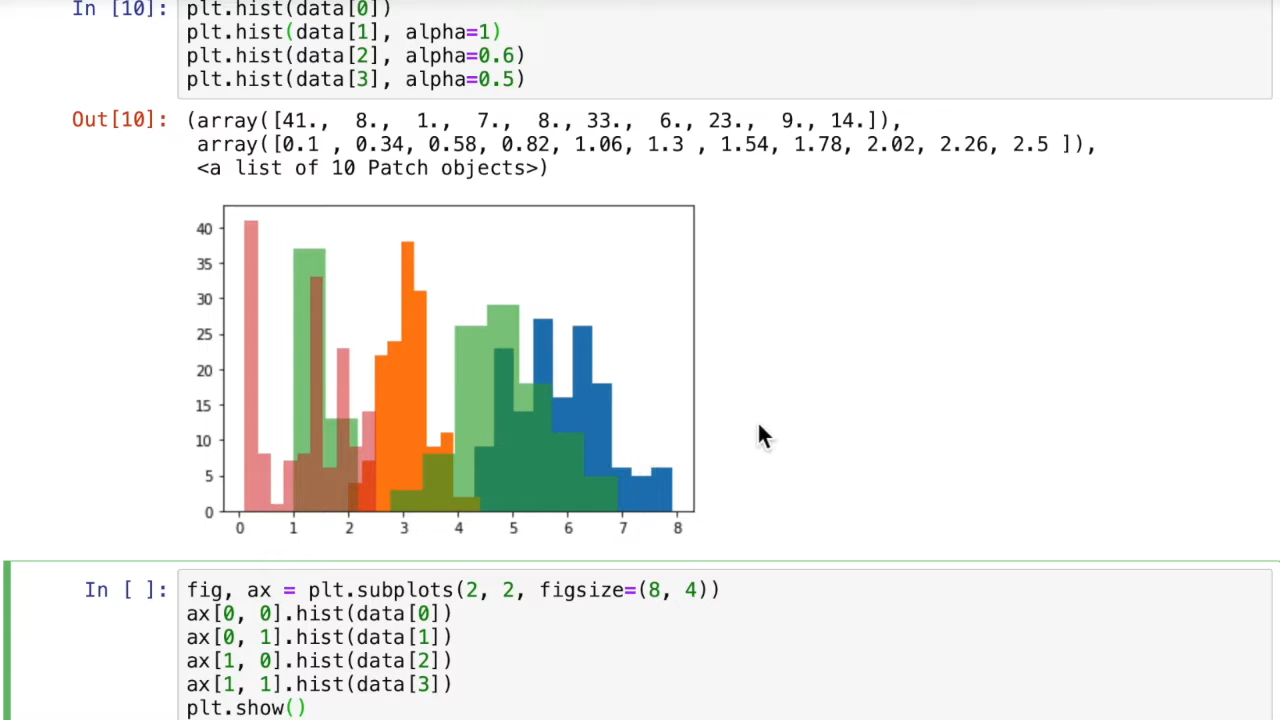 In [10]: plt.hist(data[0])
plt.hist(data[1], alpha=1)
plt.hist(data[2], alpha=0.6)
plt.hist(data[3], alpha=0.5)
Out[10]: (array([41.,  8.,  1.,  7.,  8., 33.,  6., 23.,  9., 14.]),
array([0.1 , 0.34, 0.58, 0.82, 1.06, 1.3 , 1.54, 1.78, 2.02, 2.26, 2.5 ]),
<a list of 10 Patch objects>)
40
35
30
25
20
15
10
5
0
0 1 2 3 4 5 6 7 8
In [ ]: fig, ax = plt.subplots(2, 2, figsize=(8, 4))
ax[0, 0].hist(data[0])
ax[0, 1].hist(data[1])
ax[1, 0].hist(data[2])
ax[1, 1].hist(data[3])
plt.show()